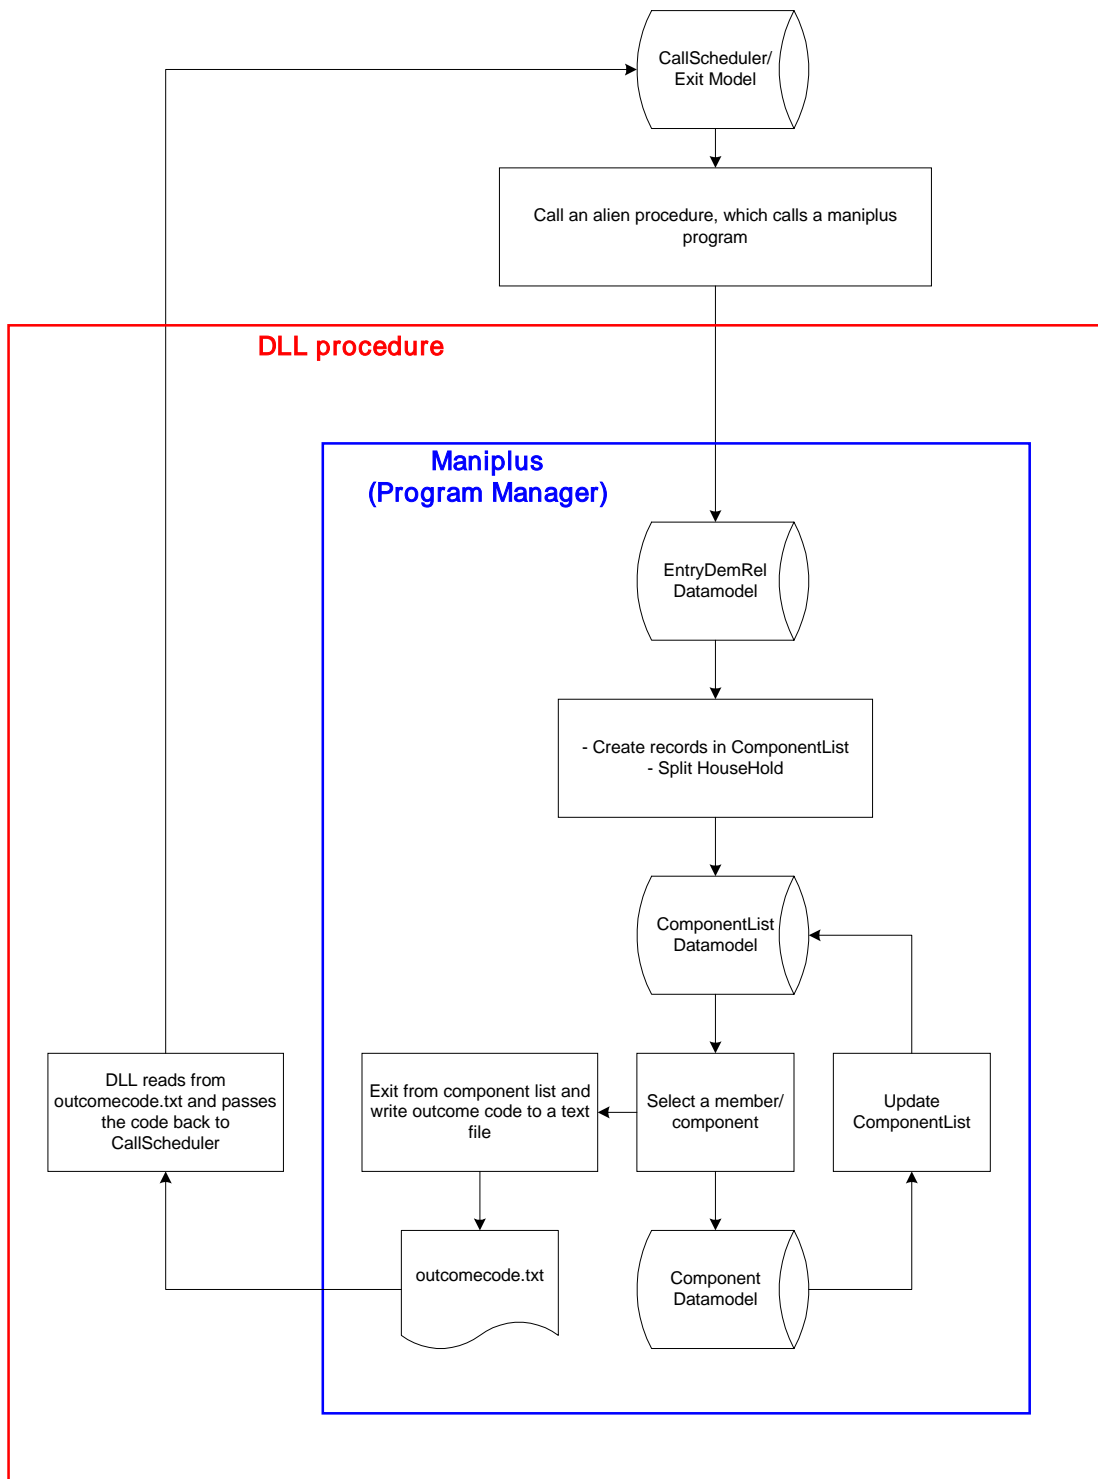 CallScheduler/
Exit Model
Call an alien procedure, which calls a maniplus
program
DLL procedure
Maniplus
(Program Manager)
EntryDemRel
Datamodel
- Create records in ComponentList
- Split HouseHold
ComponentList
Datamodel
DLL reads from
outcomecode.txt and passes
the code back to
CallScheduler
Exit from component list and
write outcome code to a text
file
Select a member/
component
Update
ComponentList
outcomecode.txt
Component
Datamodel